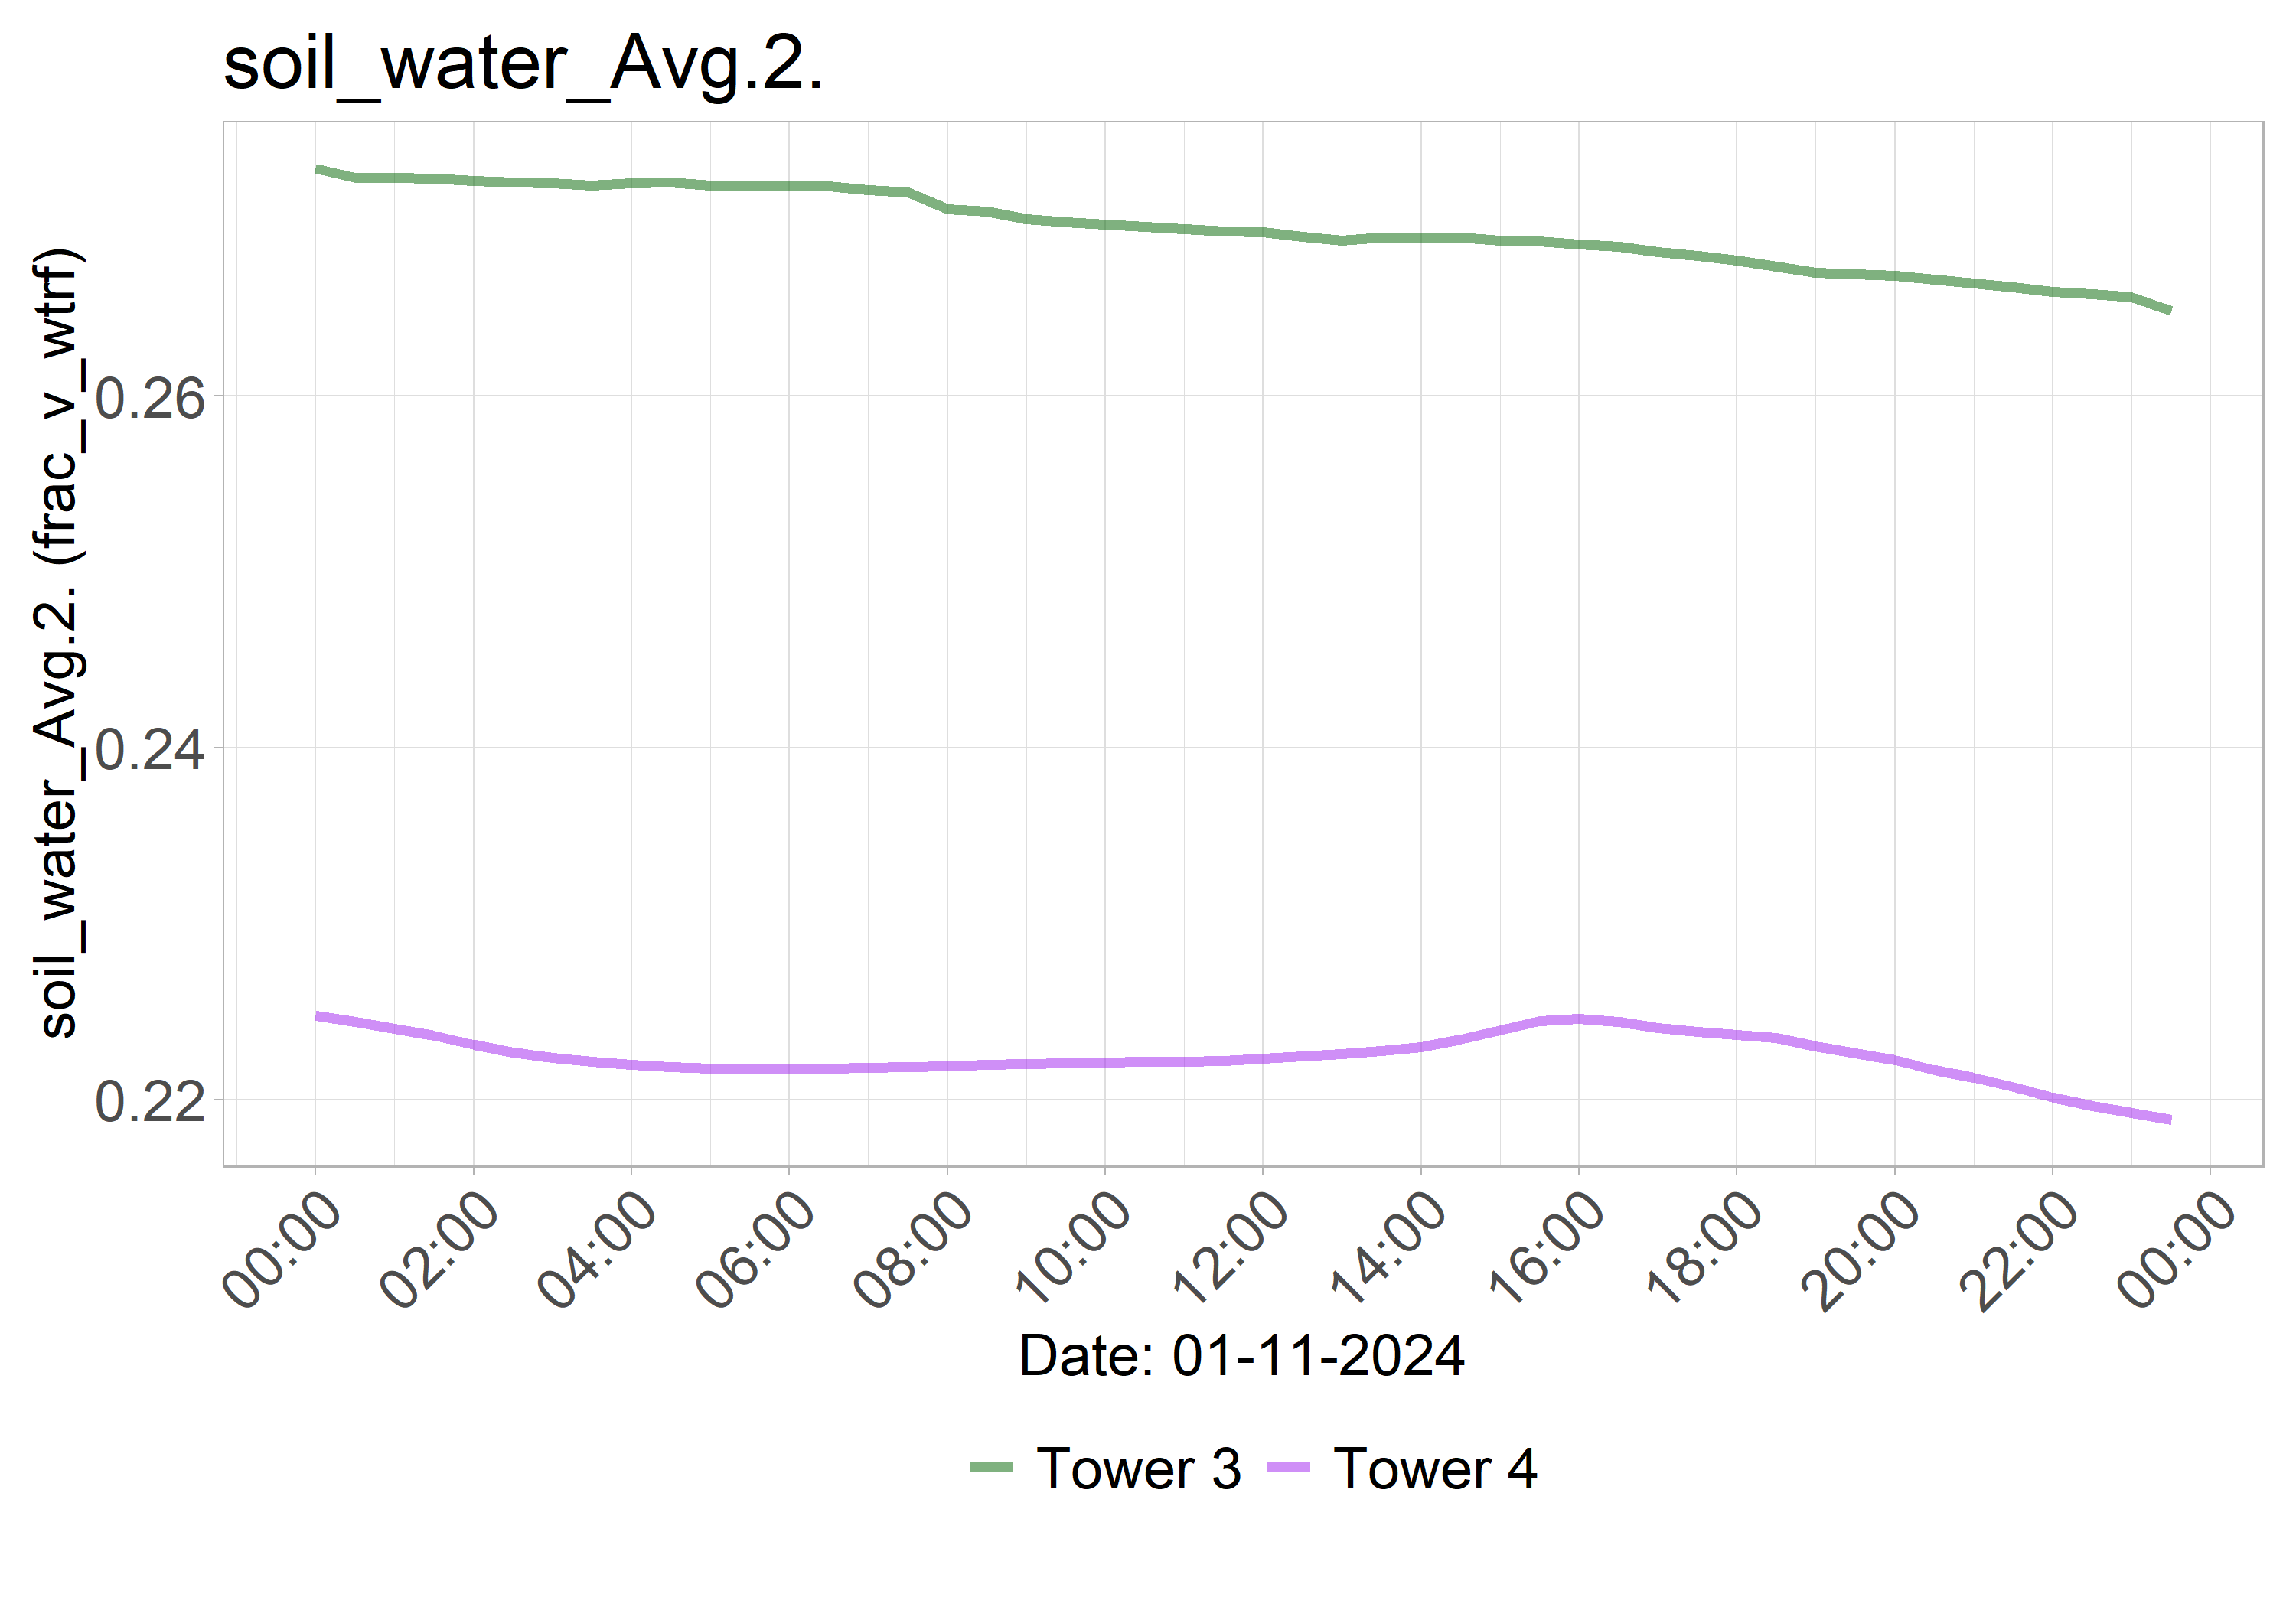 soil_water_Avg.2.
soil_water_Avg.2. (frac_v_wtrf)
0.26
0.24
0.22
00:00 02:00 04:00 06:00 08:00 10:00 12:00 14:00 16:00 18:00 20:00 22:00 00:00
Date: 01-11-2024
Tower 3 Tower 4